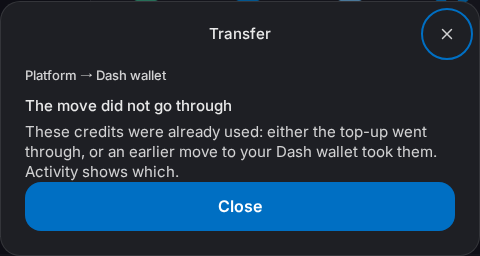 Transfer
Platform → Dash wallet
The move did not go through
These credits were already used: either the top-up went
through, or an earlier move to your Dash wallet took them.
Activity shows which.
Close